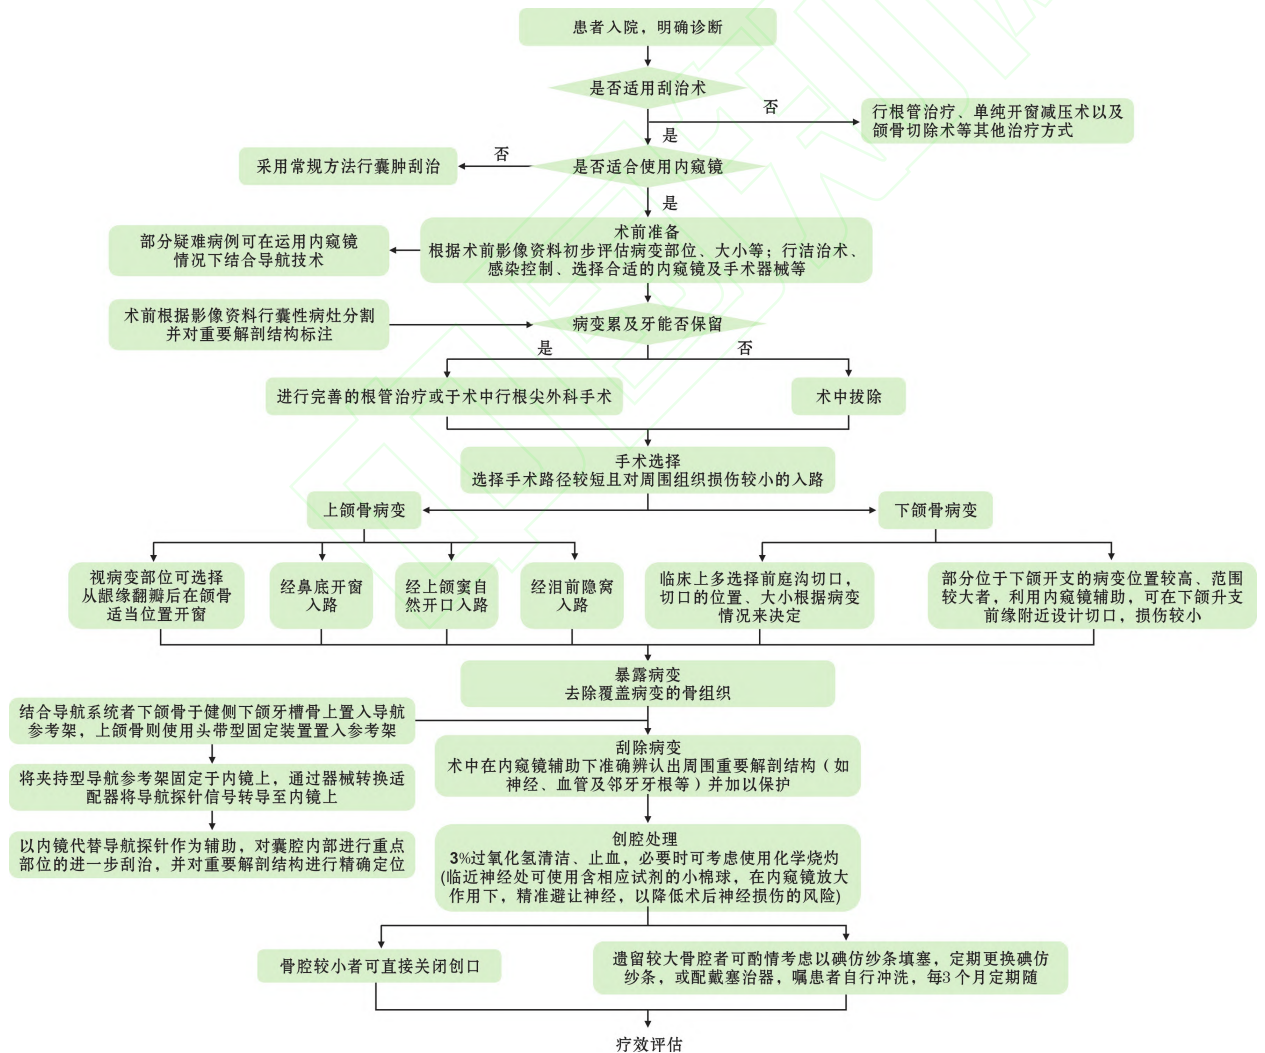 患者入院，明确诊断
是否适用刮治术
否
行根管治疗、单纯开窗减压术以及
颌骨切除术等其他治疗方式
是
否
采用常规方法行囊肿刮治
是否适合使用内窥镜
是
部分疑难病例可在运用内窥镜
情况下结合导航技术
术前准备
根据术前影像资料初步评估病变部位、大小等；行洁治术、
感染控制、选择合适的内窥镜及手术器械等
术前根据影像资料行囊性病灶分割
并对重要解剖结构标注
病变累及牙能否保留
是
否
进行完善的根管治疗或于术中行根尖外科手术
术中拔除
手术选择
选择手术路径较短且对周围组织损伤较小的入路
上颌骨病变
下颌骨病变
视病变部位可选择
从龈缘翻瓣后在颌骨
适当位置开窗
经鼻底开窗
入路
经上颌窦自
然开口入路
经泪前隐窝
入路
临床上多选择前庭沟切口，
切口的位置、大小根据病变
情况来决定
部分位于下颌开支的病变位置较高、范围
较大者，利用内窥镜辅助，可在下颌升支
前缘附近设计切口，损伤较小
暴露病变
去除覆盖病变的骨组织
结合导航系统者下颌骨于健侧下颌牙槽骨上置入导航
参考架，上颌骨则使用头带型固定装置置入参考架
刮除病变
术中在内窥镜辅助下准确辨认出周围重要解剖结构（如
神经、血管及邻牙牙根等）并加以保护
将夹持型导航参考架固定于内镜上，通过器械转换适
配器将导航探针信号转导至内镜上
以内镜代替导航探针作为辅助，对囊腔内部进行重点
部位的进一步刮治，并对重要解剖结构进行精确定位
创腔处理
3%过氧化氢清洁、止血，必要时可考虑使用化学烧灼
(临近神经处可使用含相应试剂的小棉球，在内窥镜放大
作用下，精准避让神经，以降低术后神经损伤的风险)
骨腔较小者可直接关闭创口
遗留较大骨腔者可酌情考虑以碘仿纱条填塞，定期更换碘仿
纱条，或配戴塞治器，嘱患者自行冲洗，每3个月定期随
疗效评估